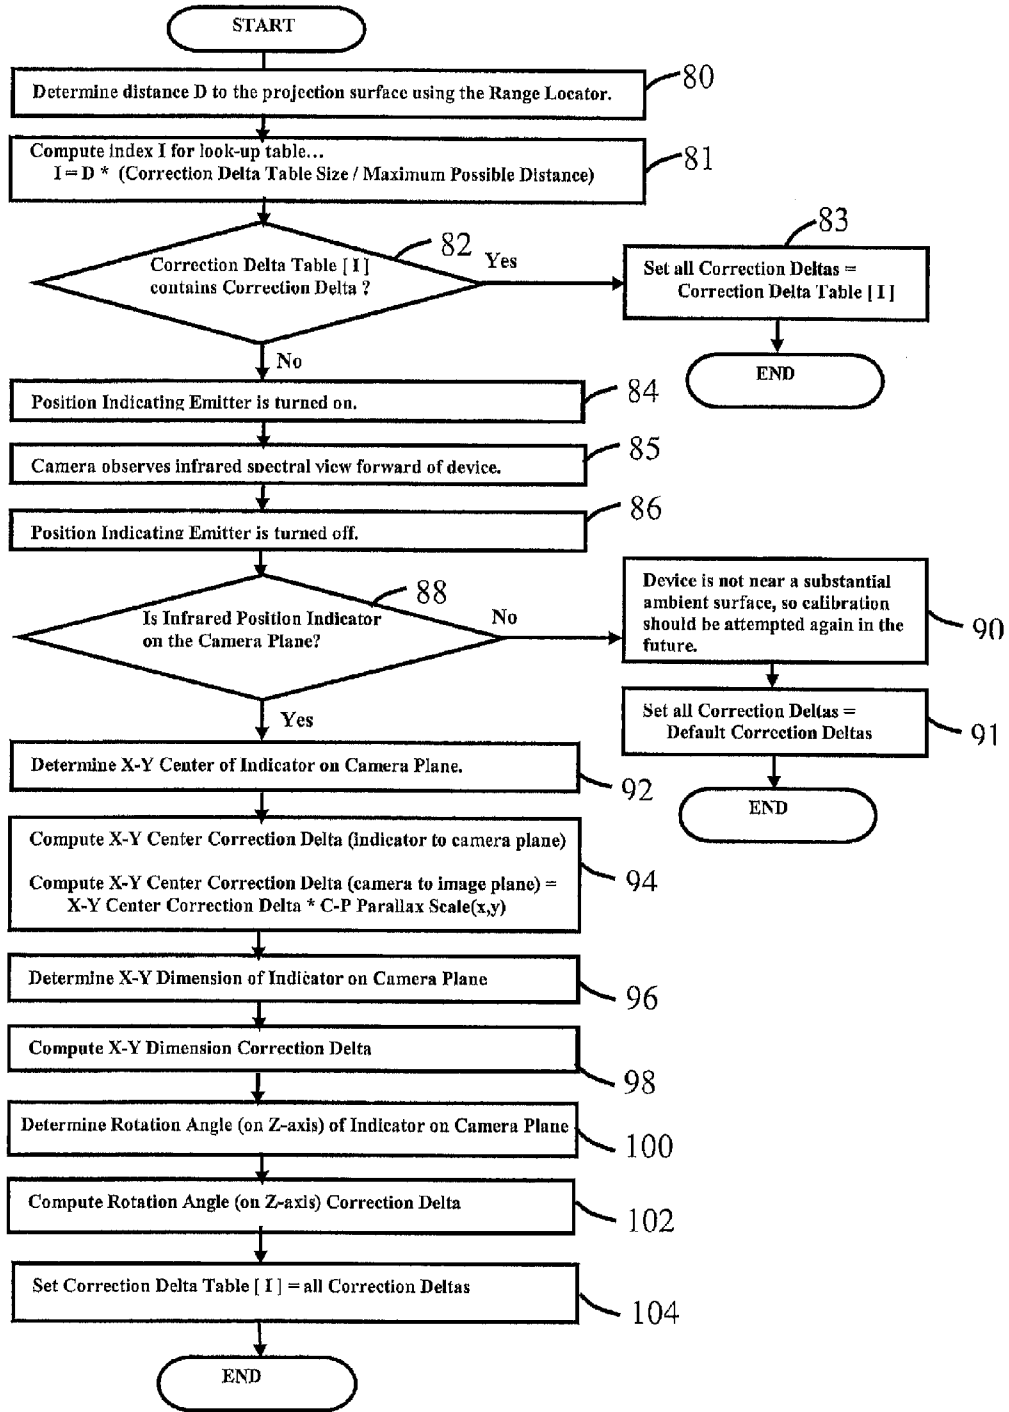 START
Determine distance D to the projection surface using the Range Locator.
80
Compute index I for look-up table...
I = D * (Correction Delta Table Size / Maximum Possible Distance)
81
82
Correction Delta Table [ I ]
contains Correction Delta ?
Yes
83
Set all Correction Deltas =
Correction Delta Table [ I ]
END
No
Position Indicating Emitter is turned on.
84
Camera observes infrared spectral view forward of device.
85
Position Indicating Emitter is turned off.
86
88
Is Infrared Position Indicator
on the Camera Plane?
No
Device is not near a substantial
ambient surface, so calibration
should be attempted again in the
future.
90
Set all Correction Deltas =
Default Correction Deltas
91
END
Yes
Determine X-Y Center of Indicator on Camera Plane.
92
Compute X-Y Center Correction Delta (indicator to camera plane)
Compute X-Y Center Correction Delta (camera to image plane) =
X-Y Center Correction Delta * C-P Parallax Scale(x,y)
94
Determine X-Y Dimension of Indicator on Camera Plane
96
Compute X-Y Dimension Correction Delta
98
Determine Rotation Angle (on Z-axis) of Indicator on Camera Plane
100
Compute Rotation Angle (on Z-axis) Correction Delta
102
Set Correction Delta Table [ I ] = all Correction Deltas
104
END